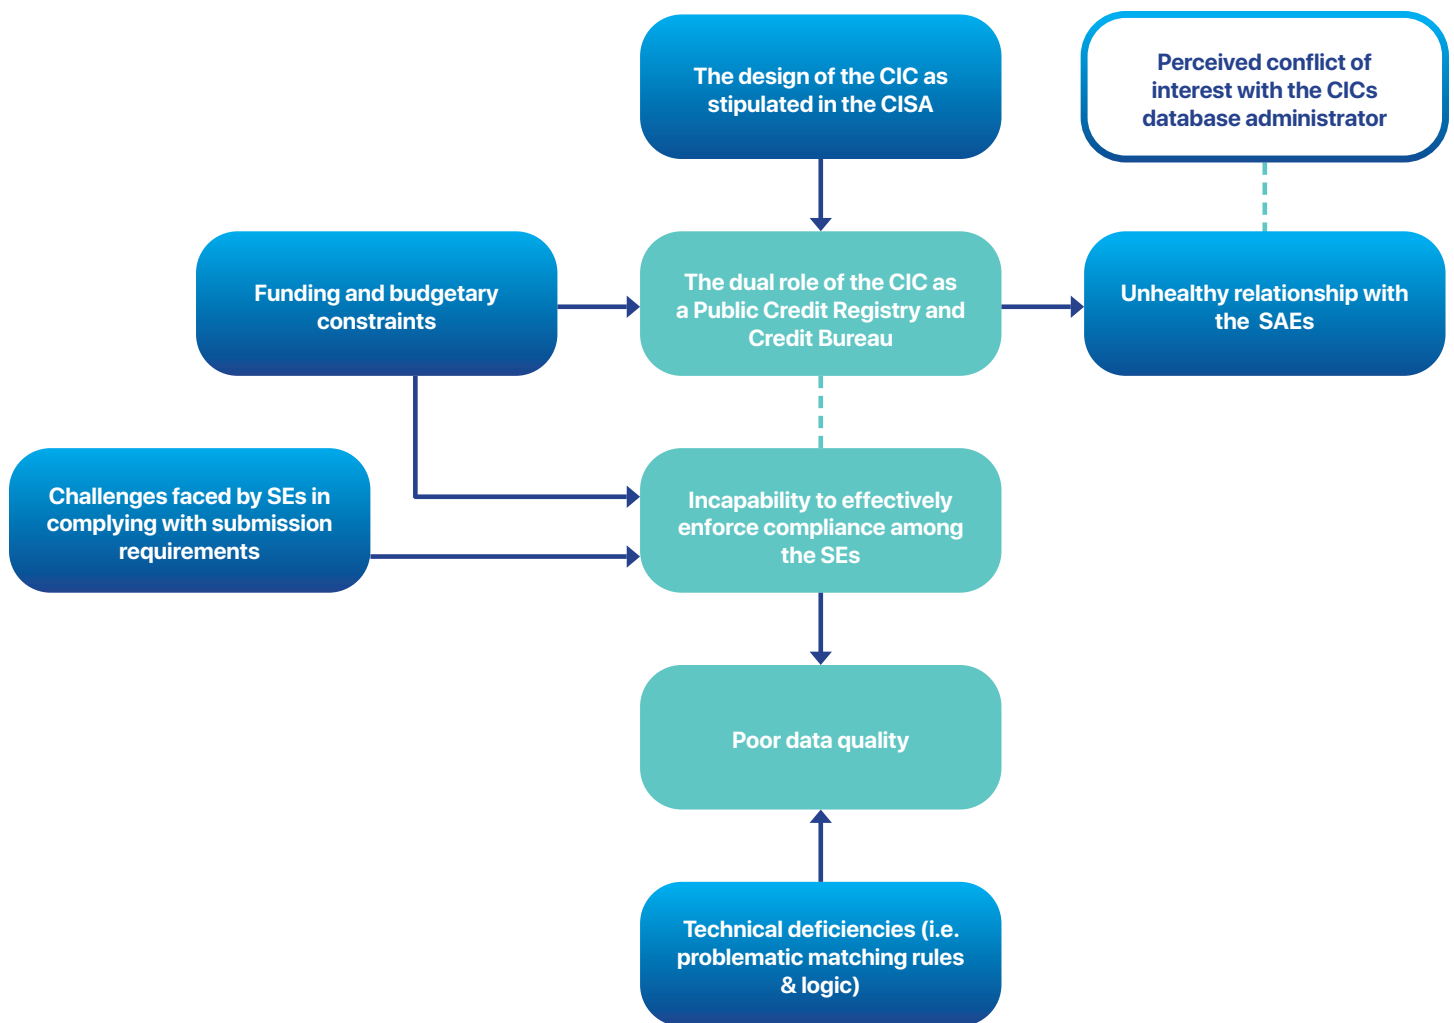 The design of the CIC as
stipulated in the CISA
Perceived conflict of
interest with the CICs
database administrator
Funding and budgetary
constraints
The dual role of the CIC as
a Public Credit Registry and
Credit Bureau
Unhealthy relationship with
the SAEs
Challenges faced by SEs in
complying with submission
requirements
Incapability to effectively
enforce compliance among
the SEs
Poor data quality
Technical deficiencies (i.e.
problematic matching rules
& logic)